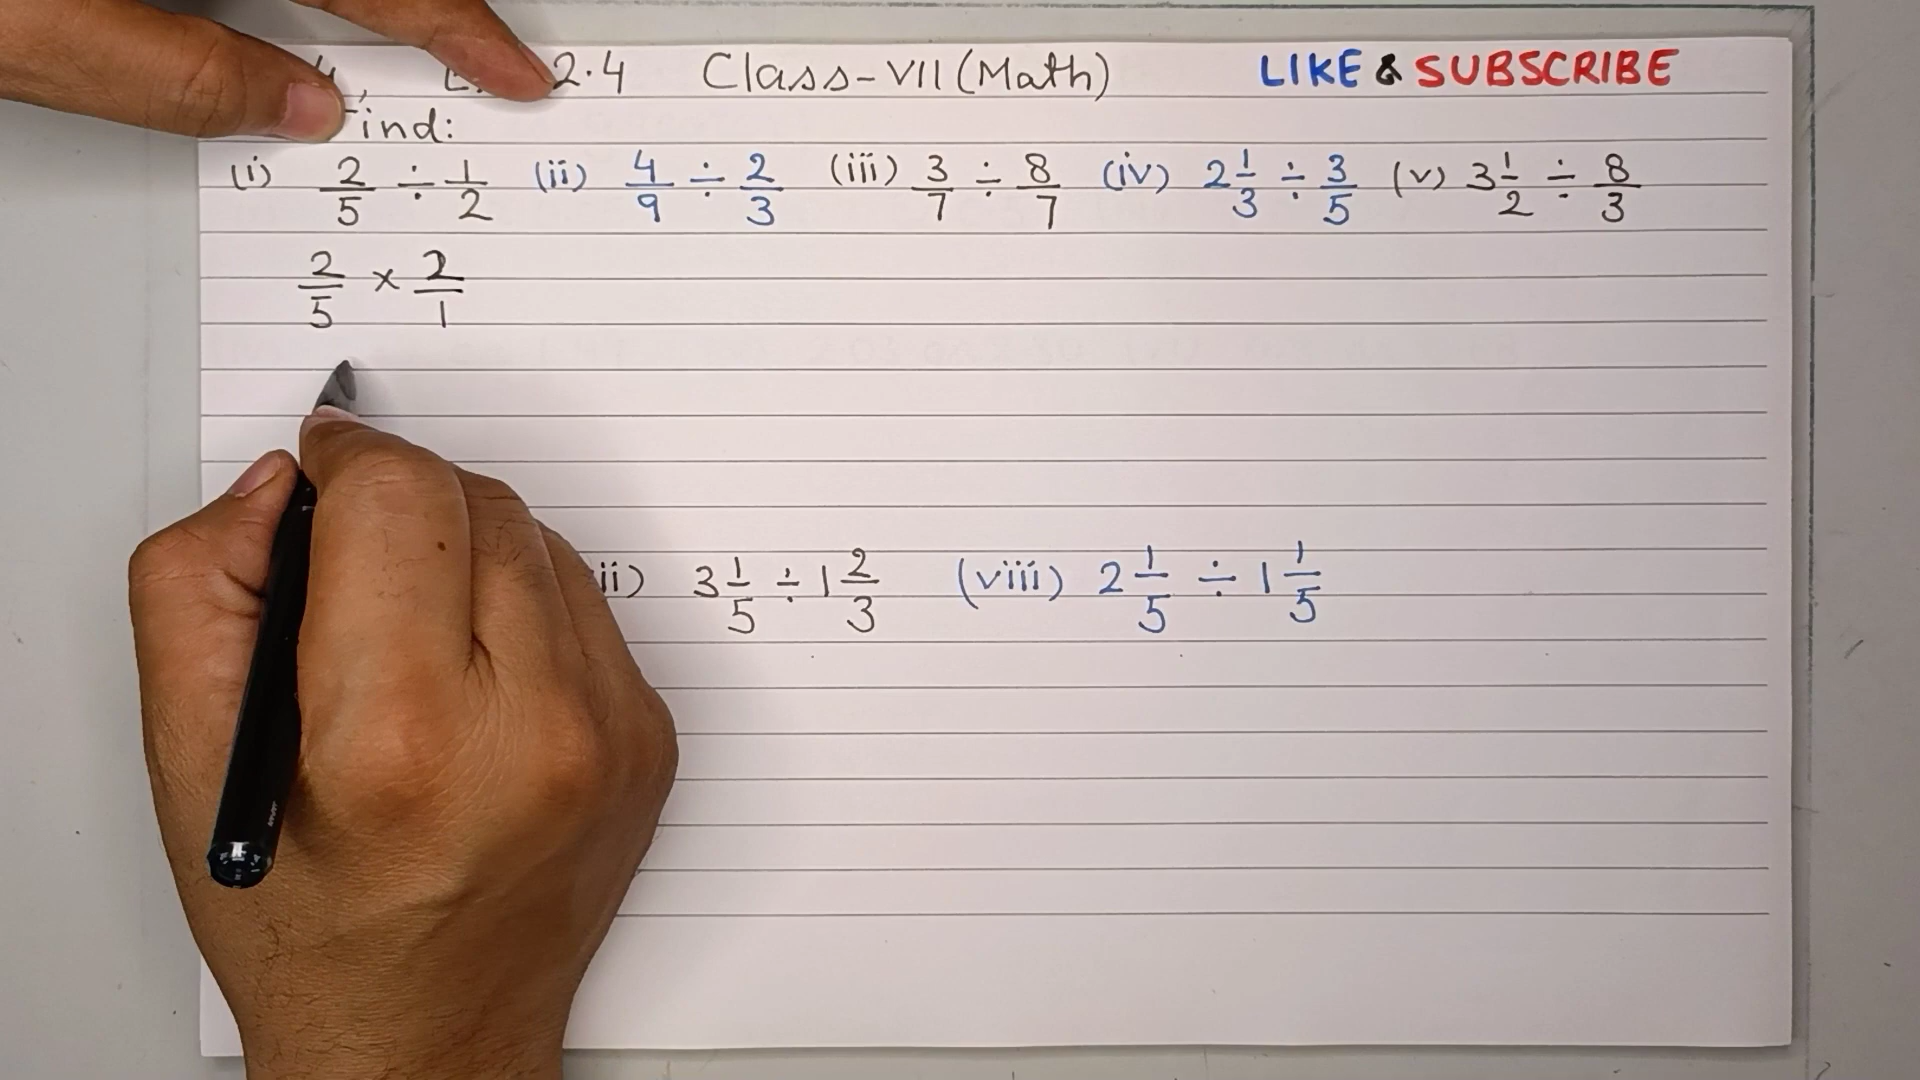 2.4 Class-VII (Math) LIKE & SUBSCRIBE
Find:
(i) 2/5 ÷ 1/2 (ii) 4/9 ÷ 2/3 (iii) 3/7 ÷ 8/7 (iv) 2 1/3 ÷ 3/5 (v) 3 1/2 ÷ 8/3
2/5 × 2/1
ii) 3 1/5 ÷ 1 2/3 (viii) 2 1/5 ÷ 1 1/5